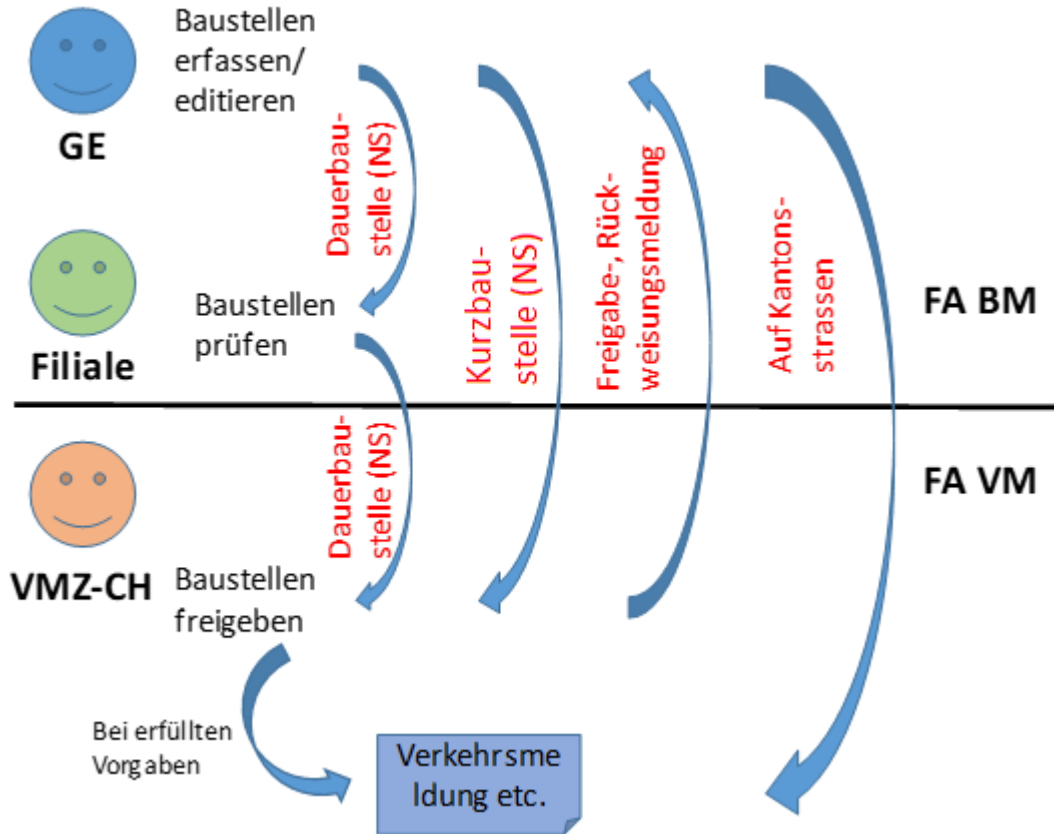 Baustellen
erfassen/
editieren
GE
Dauerbau-
stelle (NS)
Kurzbau-
stelle (NS)
Freigabe-, Rück-
weisungsmeldung
Auf Kantons-
strassen
Baustellen
prüfen
Filiale
FA BM
FA VM
Dauerbau-
stelle (NS)
VMZ-CH
Baustellen
freigeben
Bei erfüllten
Vorgaben
Verkehrsme
ldung etc.